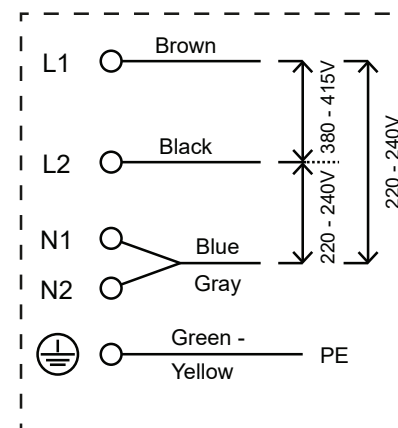 L1
Brown
L2
Black
N1
N2
Blue
Gray
Green -
Yellow
PE
380 - 415V
220 - 240V
220 - 240V